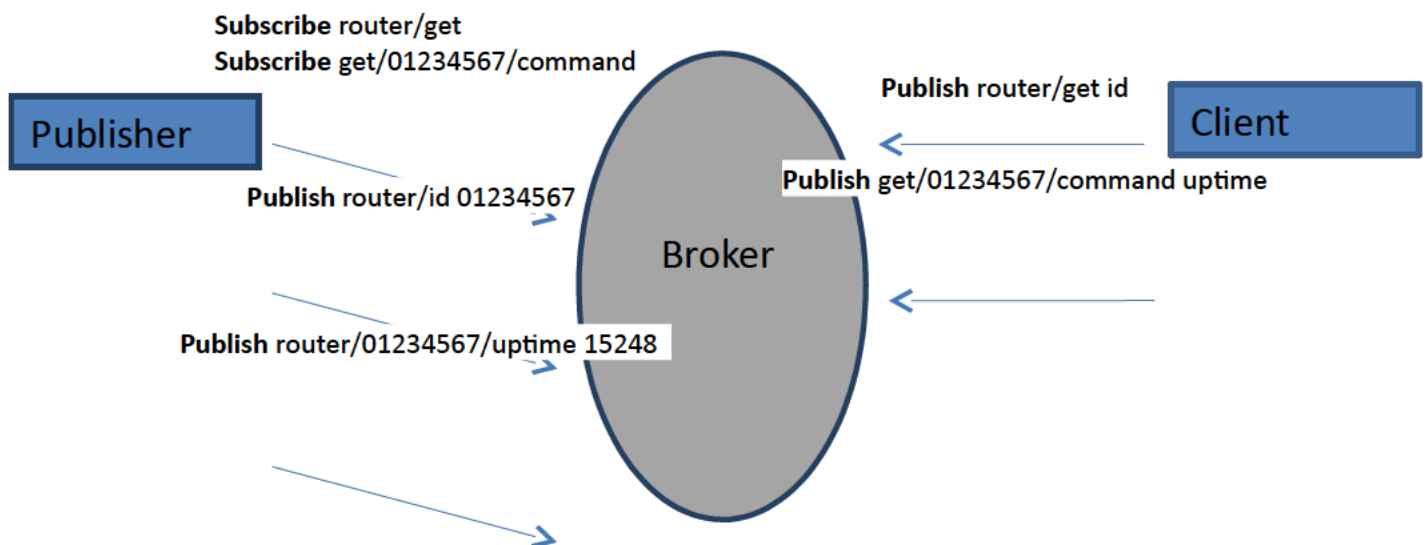 Subscribe router/get
Subscribe get/01234567/command
Publish router/get id
Publisher
Client
Publish router/id 01234567
Publish get/01234567/command uptime
Broker
Publish router/01234567/uptime 15248